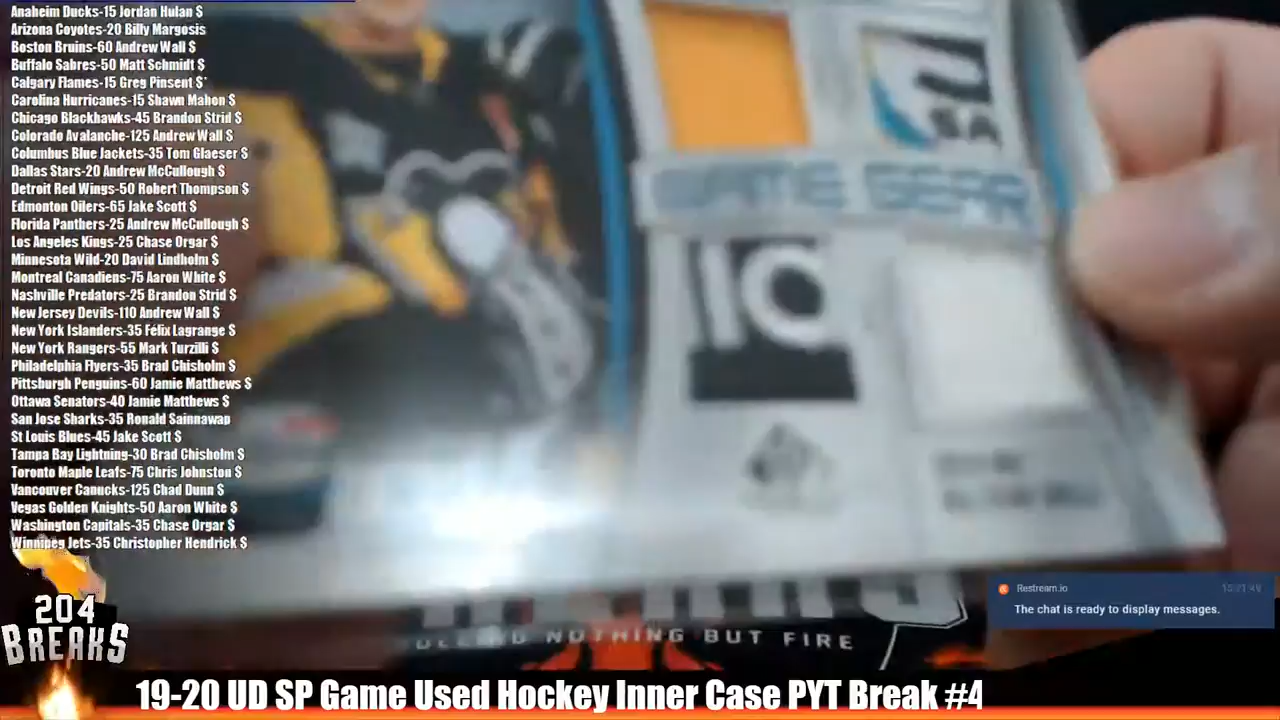 Anaheim Ducks-15 Jordan Hulan $
Arizona Coyotes-20 Billy Margosis
Boston Bruins-60 Andrew Wall $
Buffalo Sabres-50 Matt Schmidt $
Calgary Flames-15 Greg Pinsent $*
Carolina Hurricanes-15 Shawn Mahon $
Chicago Blackhawks-45 Brandon Strid $
Colorado Avalanche-125 Andrew Wall $
Columbus Blue Jackets-35 Tom Glaeser $
Dallas Stars-20 Andrew McCullough $
Detroit Red Wings-50 Robert Thompson $
Edmonton Oilers-65 Jake Scott $
Florida Panthers-25 Andrew McCullough $
Los Angeles Kings-25 Chase Orgar $
Minnesota Wild-20 David Lindholm $
Montreal Canadiens-75 Aaron White $
Nashville Predators-25 Brandon Strid $
New Jersey Devils-110 Andrew Wall $
New York Islanders-35 Felix Lagrange $
New York Rangers-55 Mark Turzilli $
Philadelphia Flyers-35 Brad Chisholm $
Pittsburgh Penguins-60 Jamie Matthews $
Ottawa Senators-40 Jamie Matthews $
San Jose Sharks-35 Ronald Sainnawap
St Louis Blues-45 Jake Scott $
Tampa Bay Lightning-30 Brad Chisholm $
Toronto Maple Leafs-75 Chris Johnston $
Vancouver Canucks-125 Chad Dunn $
Vegas Golden Knights-50 Aaron White $
Washington Capitals-35 Chase Orgar $
Winnipeg Jets-35 Christopher Hendrick $
GAME GEAR
NOTHING BUT FIRE
Restream.io
The chat is ready to display messages.
204
BREAKS
19-20 UD SP Game Used Hockey Inner Case PYT Break #4